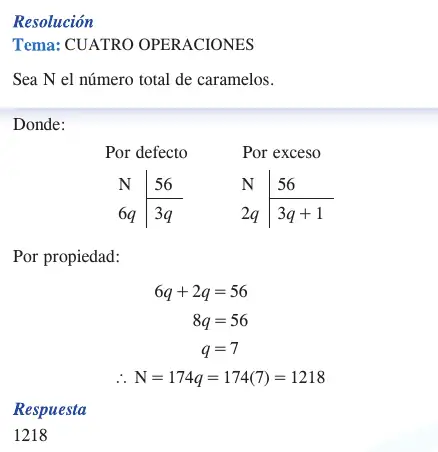 Resolución
Tema: CUATRO OPERACIONES
Sea N el número total de caramelos.
Donde:
Por defecto Por exceso
N 56 N 56
6q 3q 2q 3q + 1
Por propiedad:
6q + 2q = 56
8q = 56
q = 7
∴ N = 174q = 174(7) = 1218
Respuesta
1218